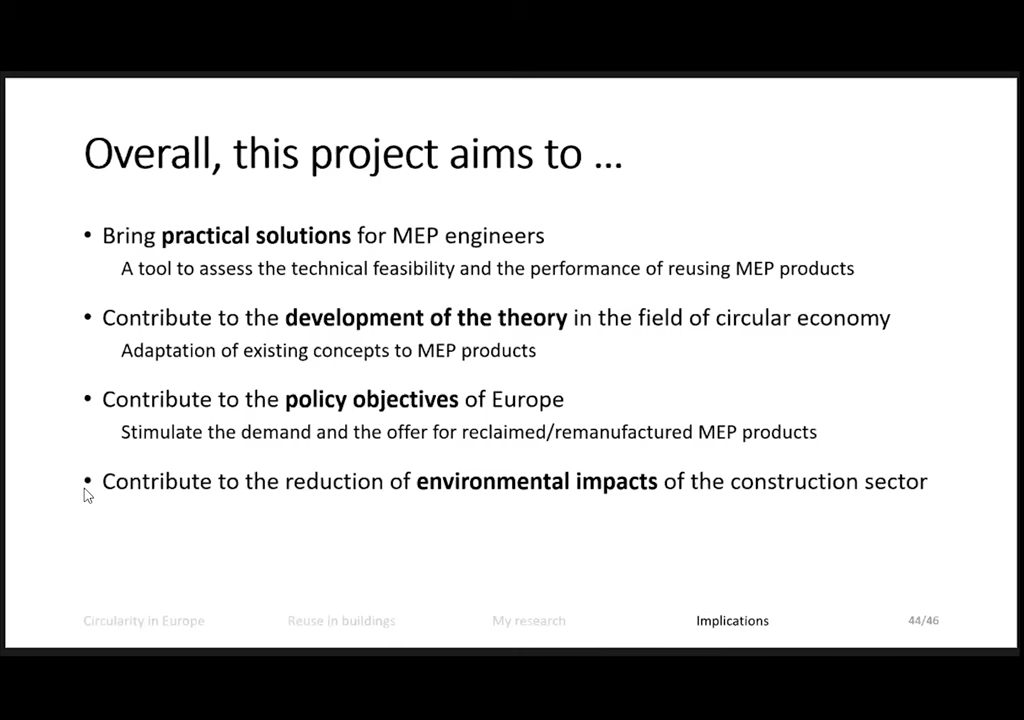 Overall, this project aims to ...
• Bring practical solutions for MEP engineers
A tool to assess the technical feasibility and the performance of reusing MEP products
• Contribute to the development of the theory in the field of circular economy
Adaptation of existing concepts to MEP products
• Contribute to the policy objectives of Europe
Stimulate the demand and the offer for reclaimed/remanufactured MEP products
• Contribute to the reduction of environmental impacts of the construction sector
Circularity in Europe Reuse in buildings My research Implications 44/46